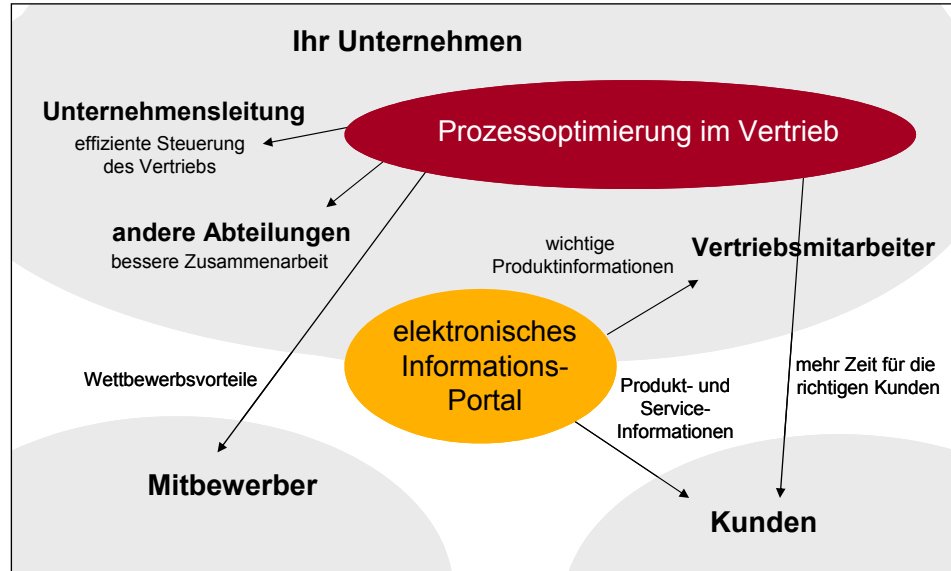 Ihr Unternehmen
Unternehmensleitung
effiziente Steuerung
des Vertriebs
Prozessoptimierung im Vertrieb
andere Abteilungen
bessere Zusammenarbeit
wichtige
Produktinformationen
Vertriebsmitarbeiter
elektronisches
Informations-
Portal
Wettbewerbsvorteile
Produkt- und
Service-
Informationen
mehr Zeit für die
richtigen Kunden
Mitbewerber
Kunden